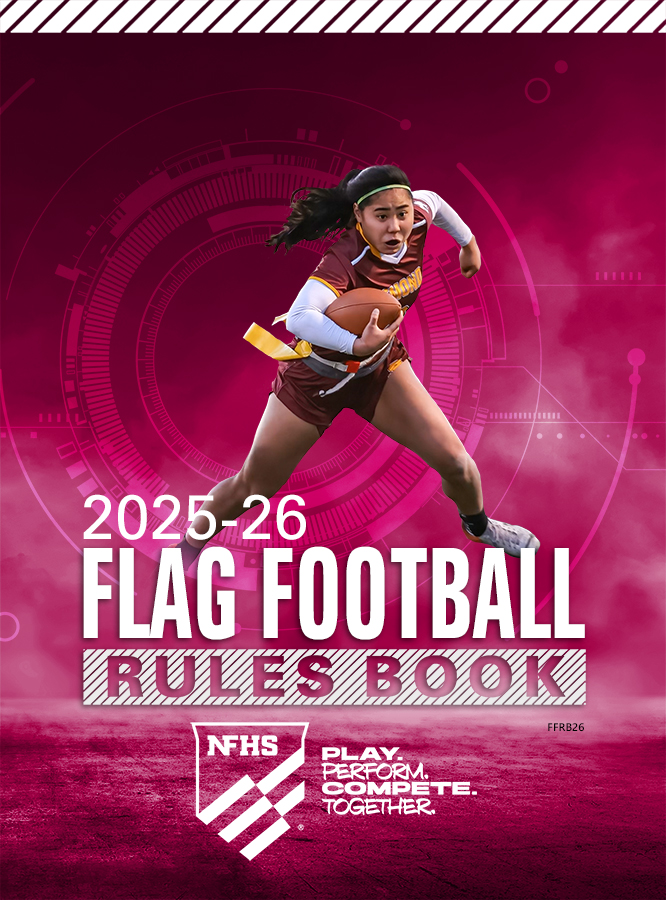 2025-26
FLAG FOOTBALL
RULES BOOK
FFRB26
NFHS
®
PLAY.
PERFORM.
COMPETE.
TOGETHER.